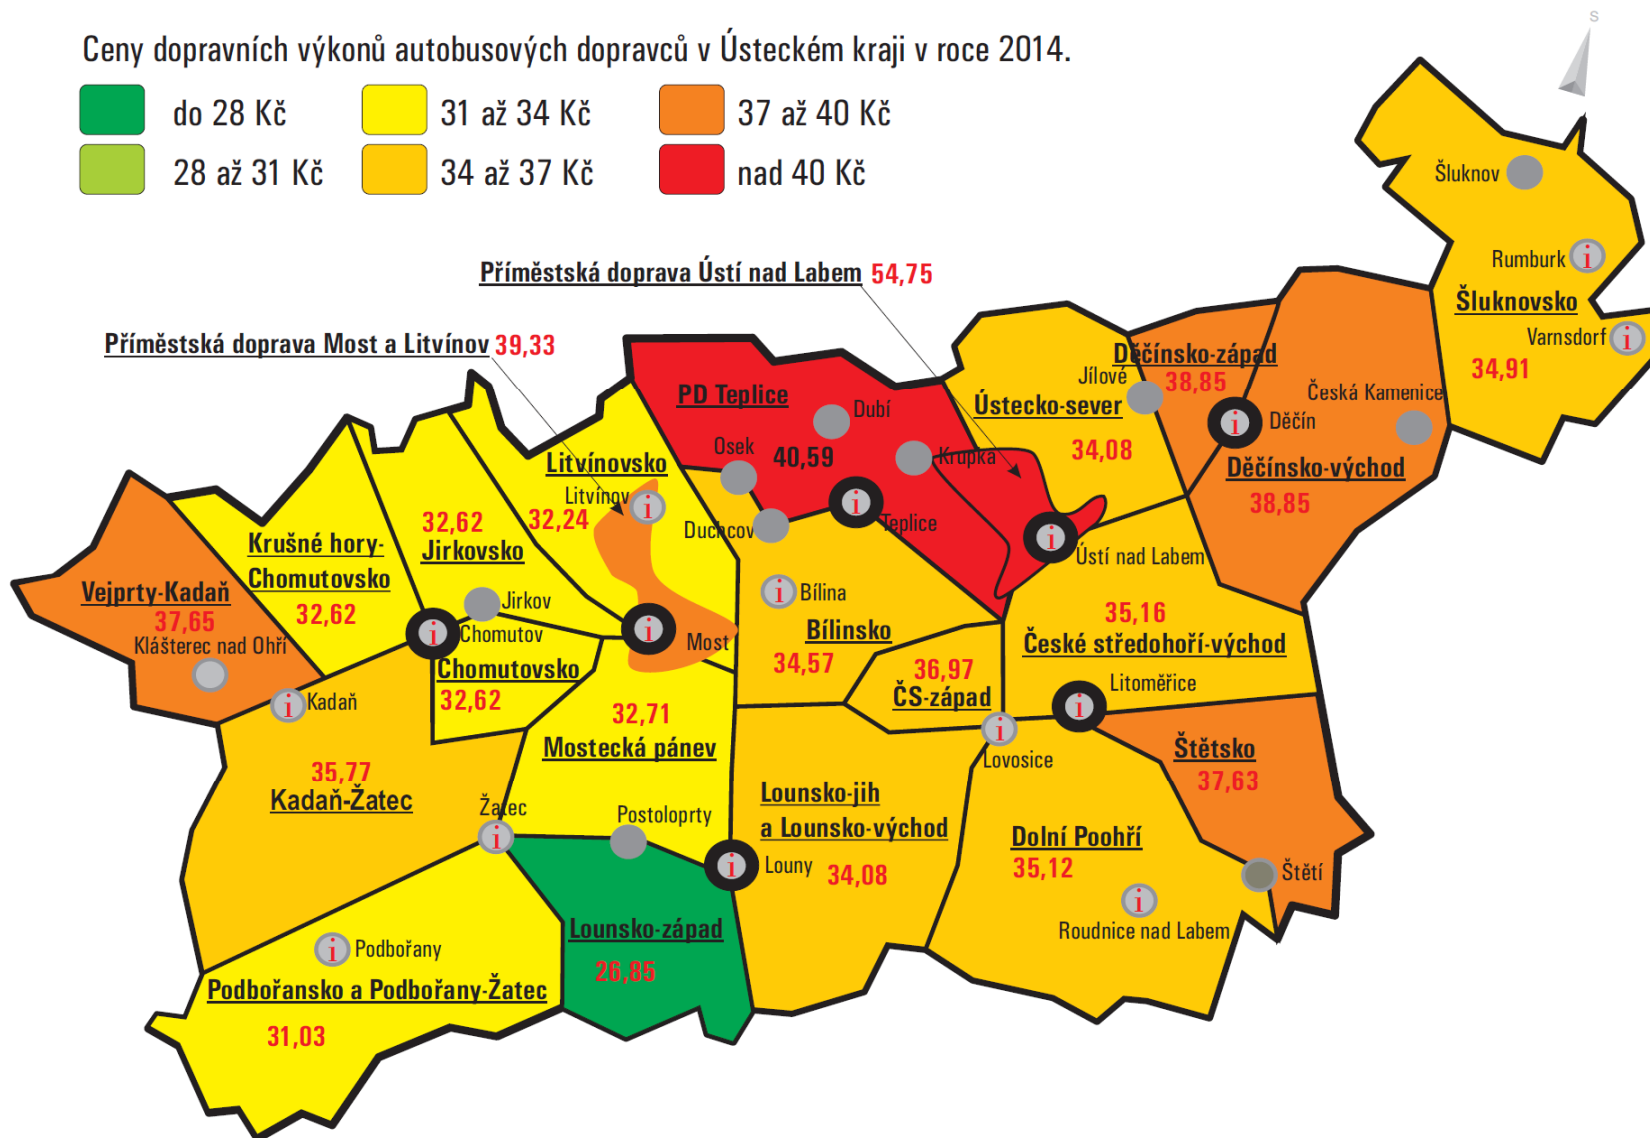 Ceny dopravních výkonů autobusových dopravců v Ústeckém kraji v roce 2014.
do 28 Kč
31 až 34 Kč
37 až 40 Kč
28 až 31 Kč
34 až 37 Kč
nad 40 Kč
S
Šluknov
Rumburk
i
Šluknovsko
Varnsdorf
i
34,91
Příměstská doprava Ústí nad Labem 54,75
Příměstská doprava Most a Litvínov 39,33
PD Teplice
Dubí
Osek
40,59
Krupka
Duchcov
i
Teplice
Ústecko-sever
34,08
Jílové
Děčínsko-západ
38,85
i
Děčín
Česká Kamenice
Děčínsko-východ
38,85
Litvínovsko
Litvínov
i
32,24
32,62
Jirkovsko
Jirkov
Krušné hory-
Chomutovsko
32,62
Vejprty-Kadaň
37,65
Klášterec nad Ohří
i
Kadaň
i
Chomutov
Chomutovsko
32,62
i
Most
i
Bílina
Bílinsko
34,57
i
Ústí nad Labem
35,16
České středohoří-východ
36,97
ČS-západ
Litoměřice
i
i
Lovosice
32,71
Mostecká pánev
35,77
Kadaň-Žatec
Žatec
i
Postoloprty
i
Louny
Lounsko-jih
a Lounsko-východ
34,08
Štětsko
37,63
Dolní Poohří
35,12
Štětí
i
Roudnice nad Labem
Lounsko-západ
26,85
i
Podbořany
Podbořansko a Podbořany-Žatec
31,03